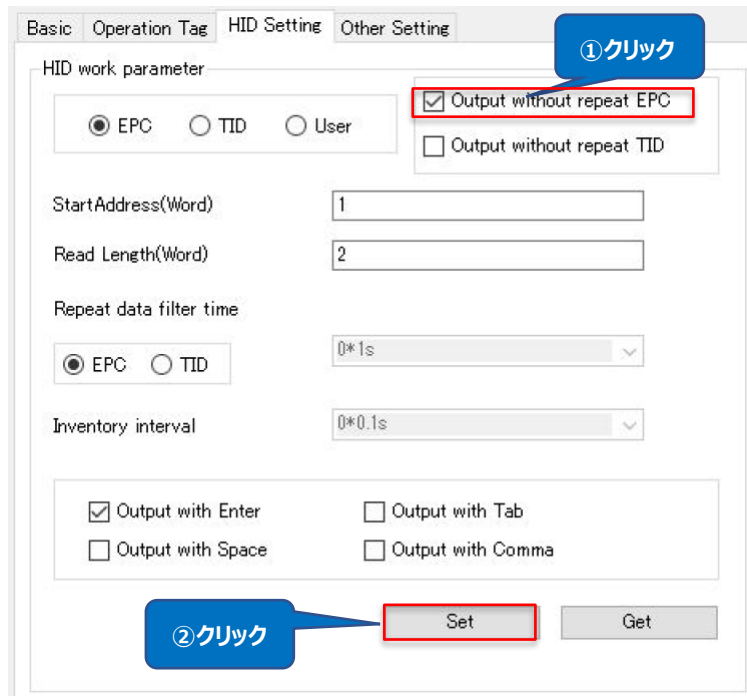 Basic Operation Tag HID Setting Other Setting
①クリック
HID work parameter
EPC TID User
Output without repeat EPC
Output without repeat TID
StartAddress(Word) 1
Read Length(Word) 2
Repeat data filter time
EPC TID 0*1s
Inventory interval 0*0.1s
Output with Enter Output with Tab
Output with Space Output with Comma
②クリック Set Get